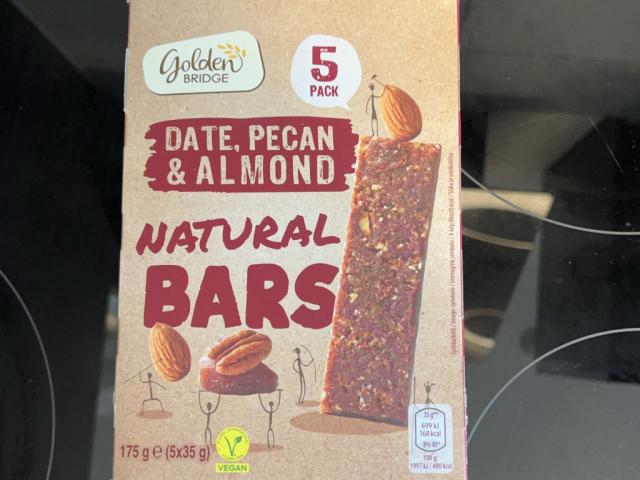 Golden
BRIDGE
5
PACK
DATE, PECAN
& ALMOND
NATURAL
BARS
175 g ℮ (5x35 g)
V
VEGAN
35 g**
699 kJ
168 kcal
8% RI*
100 g:
1997 kJ / 480 kcal